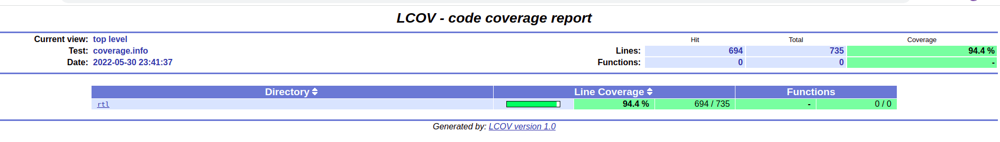 LCOV - code coverage report
Current view: top level Hit Total Coverage
Test: coverage.info Lines: 694 735 94.4 %
Date: 2022-05-30 23:41:37 Functions: 0 0 -
Directory Line Coverage Functions
rtl 94.4 % 694 / 735 - 0 / 0
Generated by: LCOV version 1.0